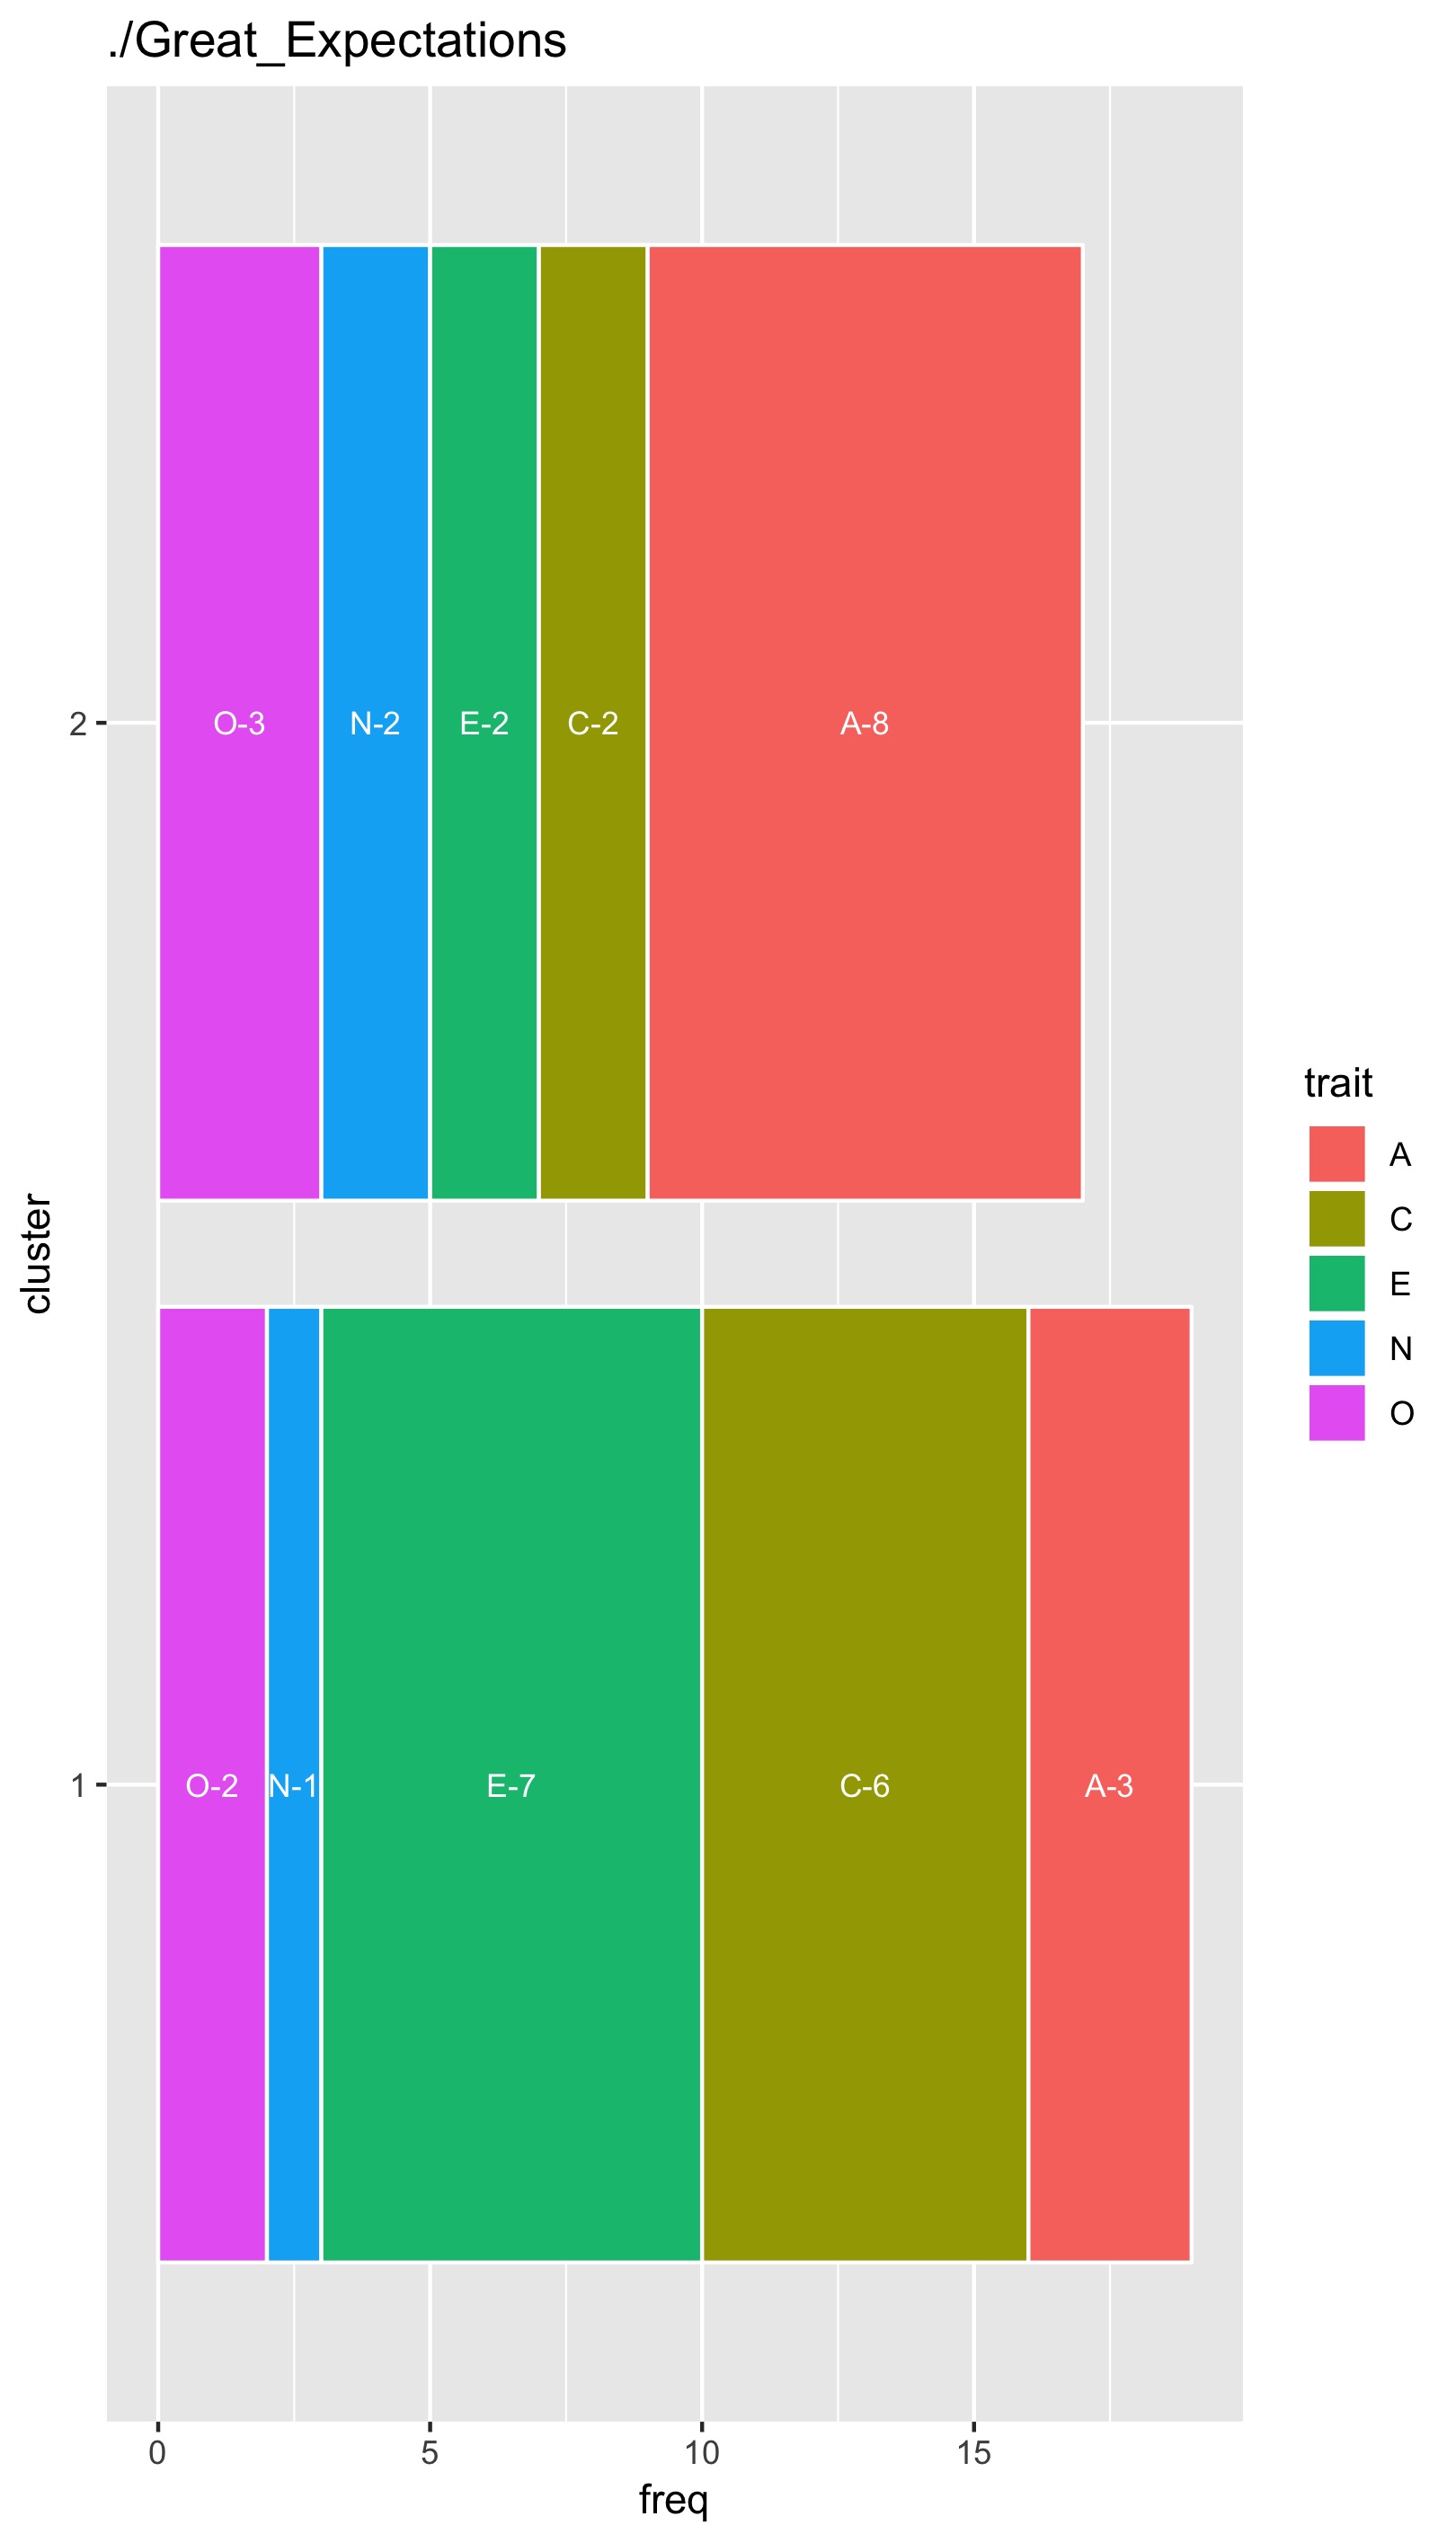 ./Great_Expectations
cluster
2
O-3 N-2 E-2 C-2 A-8
1
O-2 N-1 E-7 C-6 A-3
0 5 10 15
freq
trait
A
C
E
N
O